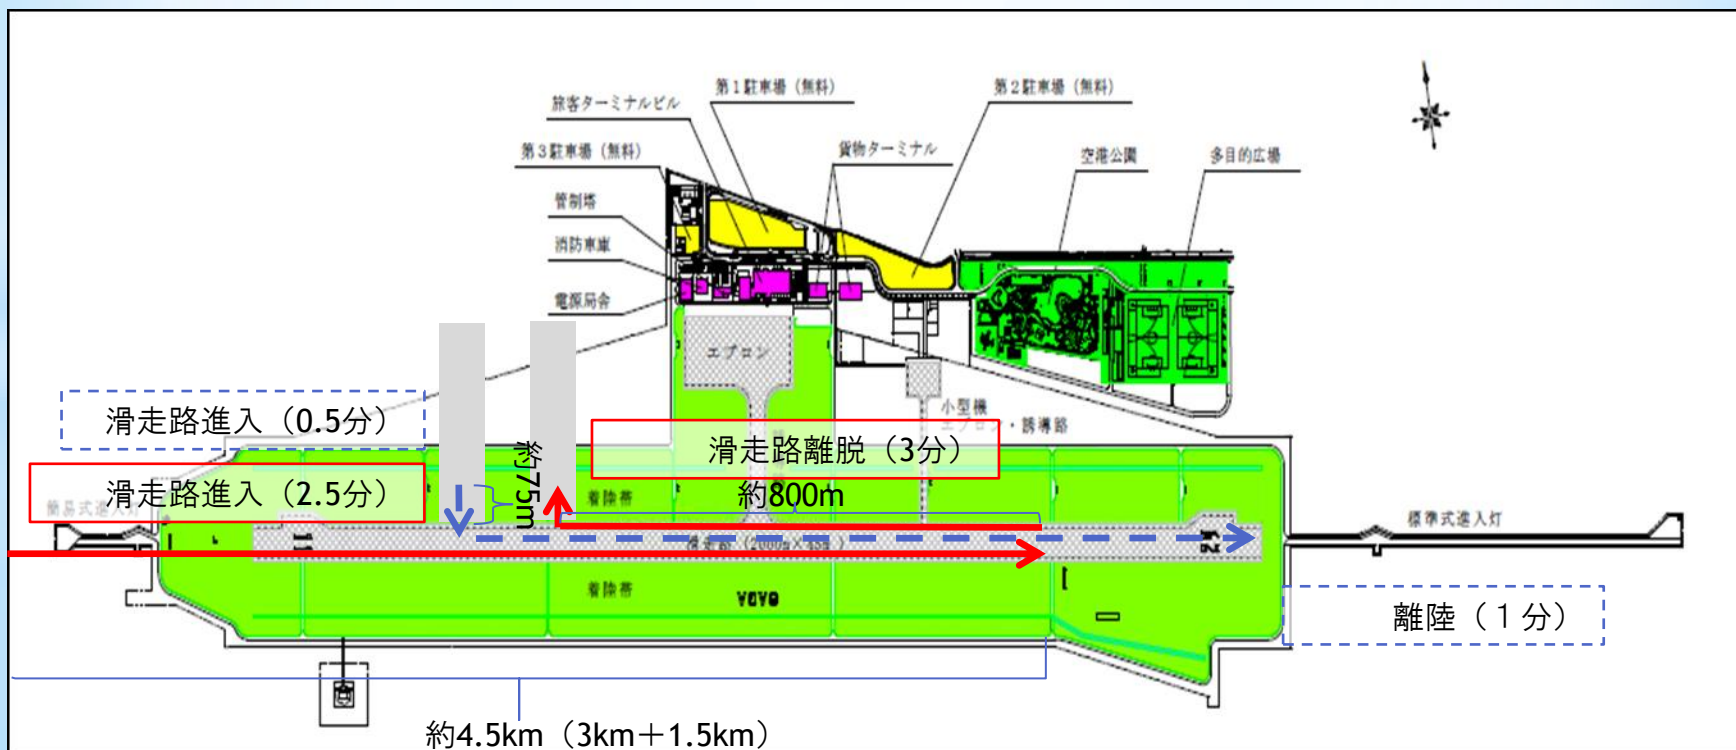 第1駐車場（無料）
第2駐車場（無料）
旅客ターミナルビル
第3駐車場（無料）
貨物ターミナル
空港公園
多目的広場
管制塔
消防車庫
電源局舎
エプロン
小型機
エプロン・誘導路
滑走路進入（0.5分）
滑走路離脱（3分）
滑走路進入（2.5分）
約75m
約800m
簡易式進入灯
着陸帯
標準式進入灯
滑走路（2000m×45m）
着陸帯
離陸（１分）
約4.5km（3km＋1.5km）